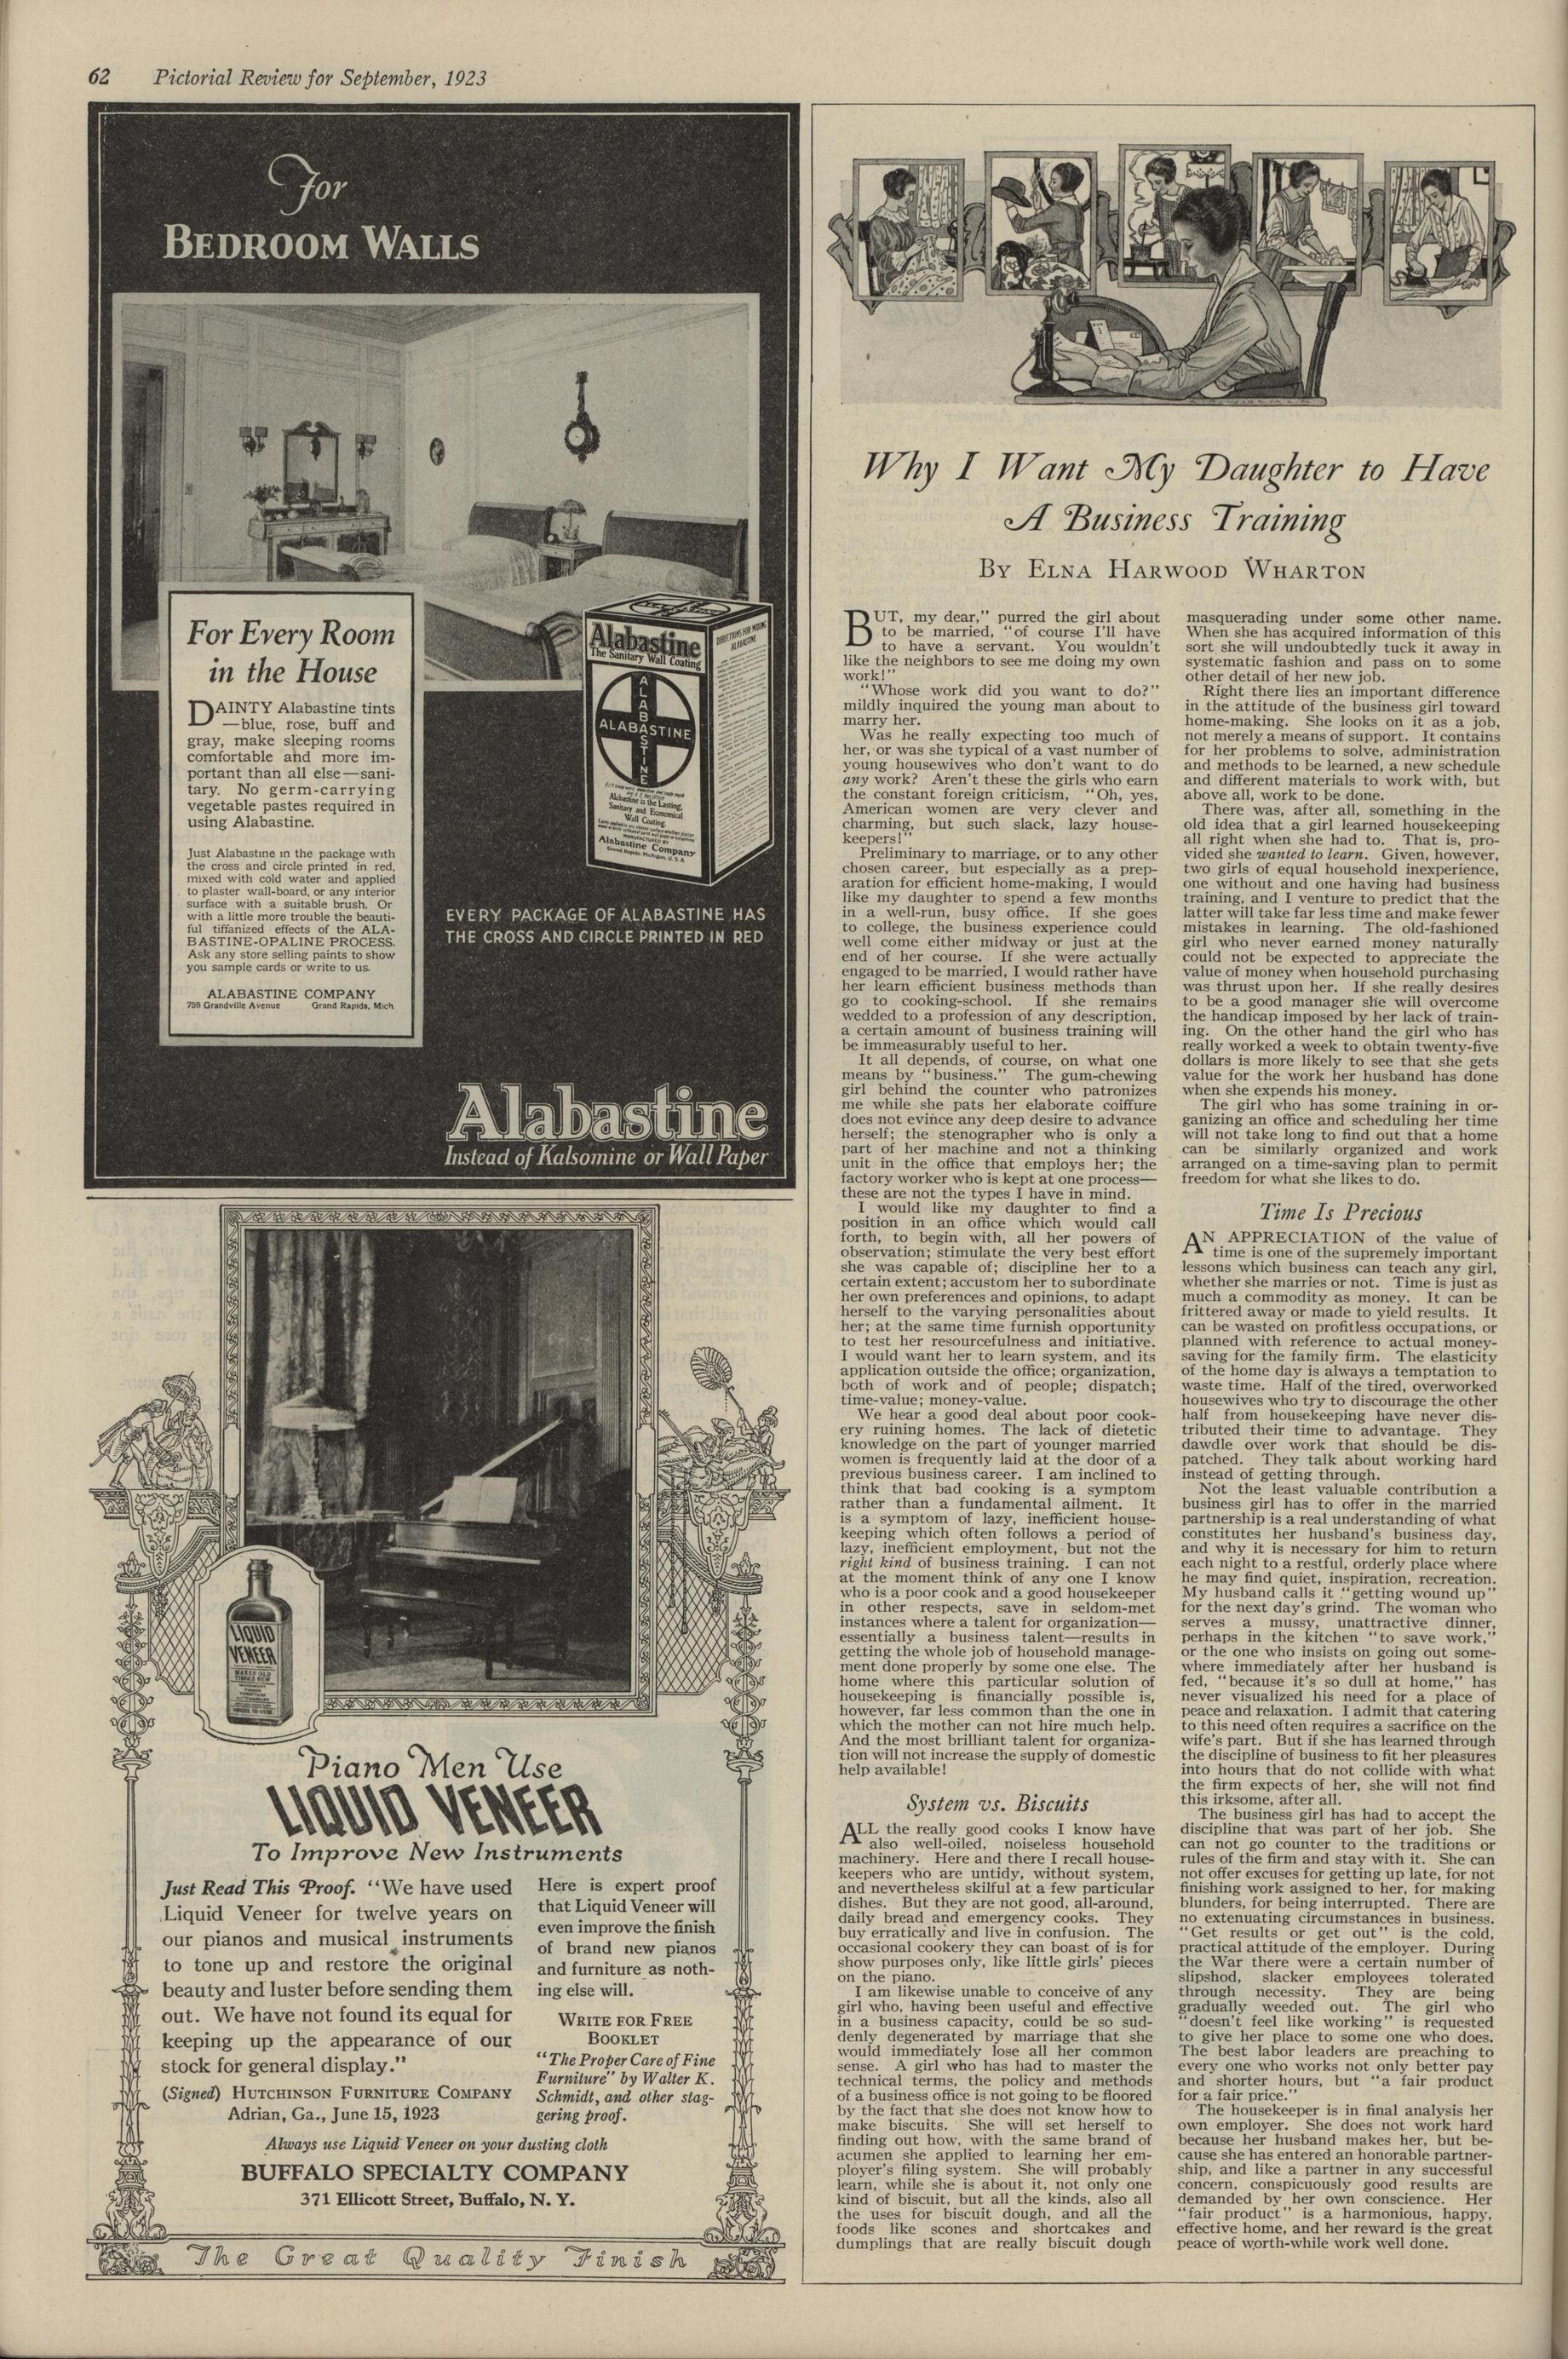 62 Pictorial Review for September, 1923
For
BEDROOM WALLS
For Every Room
in the House
DAINTY Alabastine tints
—blue, rose, buff and
gray, make sleeping rooms
comfortable and more im-
portant than all else—sani-
tary. No germ-carrying
vegetable pastes required in
using Alabastine.
Just Alabastine in the package with
the cross and circle printed in red,
mixed with cold water and applied
to plaster wall-board, or any interior
surface with a suitable brush. Or
with a little more trouble the beauti-
ful tiffanized effects of the ALA-
BASTINE-OPALINE PROCESS.
Ask any store selling paints to show
you sample cards or write to us.
ALABASTINE COMPANY
Grandville Avenue Grand Rapids, Mich.
Alabastine
The Sanitary Wall Coating
ALABASTINE
ALABASTINE
Alabastine is the Lasting,
Sanitary and Economical
Wall Coating
Alabastine Company
Grand Rapids, Michigan, U. S. A.
DIRECTIONS FOR MIXING
ALABASTINE
EVERY PACKAGE OF ALABASTINE HAS
THE CROSS AND CIRCLE PRINTED IN RED
Alabastine
Instead of Kalsomine or Wall Paper
LIQUID
VENEER
Piano Men Use
LIQUID VENEER
To Improve New Instruments
Just Read This Proof. "We have used
Liquid Veneer for twelve years on
our pianos and musical instruments
to tone up and restore the original
beauty and luster before sending them
out. We have not found its equal for
keeping up the appearance of our
stock for general display."
(Signed) HUTCHINSON FURNITURE COMPANY
Adrian, Ga., June 15, 1923
Here is expert proof
that Liquid Veneer will
even improve the finish
of brand new pianos
and furniture as noth-
ing else will.
WRITE FOR FREE
BOOKLET
"The Proper Care of Fine
Furniture" by Walter K.
Schmidt, and other stag-
gering proof.
Always use Liquid Veneer on your dusting cloth
BUFFALO SPECIALTY COMPANY
371 Ellicott Street, Buffalo, N. Y.
The Great Quality Finish
Why I Want My Daughter to Have
A Business Training
BY ELNA HARWOOD WHARTON
BUT, my dear," purred the girl about
to be married, "of course I'll have
to have a servant. You wouldn't
like the neighbors to see me doing my own
work!"
"Whose work did you want to do?"
mildly inquired the young man about to
marry her.
Was he really expecting too much of
her, or was she typical of a vast number of
young housewives who don't want to do
any work? Aren't these the girls who earn
the constant foreign criticism, "Oh, yes,
American women are very clever and
charming, but such slack, lazy house-
keepers!"
Preliminary to marriage, or to any other
chosen career, but especially as a prep-
aration for efficient home-making, I would
like my daughter to spend a few months
in a well-run, busy office. If she goes
to college, the business experience could
well come either midway or just at the
end of her course. If she were actually
engaged to be married, I would rather have
her learn efficient business methods than
go to cooking-school. If she remains
wedded to a profession of any description,
a certain amount of business training will
be immeasurably useful to her.
It all depends, of course, on what one
means by "business." The gum-chewing
girl behind the counter who patronizes
me while she pats her elaborate coiffure
does not evince any deep desire to advance
herself; the stenographer who is only a
part of her machine and not a thinking
unit in the office that employs her; the
factory worker who is kept at one process—
these are not the types I have in mind.
I would like my daughter to find a
position in an office which would call
forth, to begin with, all her powers of
observation; stimulate the very best effort
she was capable of; discipline her to a
certain extent; accustom her to subordinate
her own preferences and opinions, to adapt
herself to the varying personalities about
her; at the same time furnish opportunity
to test her resourcefulness and initiative.
I would want her to learn system, and its
application outside the office; organization,
both of work and of people; dispatch;
time-value; money-value.
We hear a good deal about poor cook-
ery ruining homes. The lack of dietetic
knowledge on the part of younger married
women is frequently laid at the door of a
previous business career. I am inclined to
think that bad cooking is a symptom
rather than a fundamental ailment. It
is a symptom of lazy, inefficient house-
keeping which often follows a period of
lazy, inefficient employment, but not the
right kind of business training. I can not
at the moment think of any one I know
who is a poor cook and a good housekeeper
in other respects, save in seldom-met
instances where a talent for organization—
essentially a business talent—results in
getting the whole job of household manage-
ment done properly by some one else. The
home where this particular solution of
housekeeping is financially possible is,
however, far less common than the one in
which the mother can not hire much help.
And the most brilliant talent for organiza-
tion will not increase the supply of domestic
help available!
System vs. Biscuits
ALL the really good cooks I know have
also well-oiled, noiseless household
machinery. Here and there I recall house-
keepers who are untidy, without system,
and nevertheless skilful at a few particular
dishes. But they are not good, all-around,
daily bread and emergency cooks. They
buy erratically and live in confusion. The
occasional cookery they can boast of is for
show purposes only, like little girls' pieces
on the piano.
I am likewise unable to conceive of any
girl who, having been useful and effective
in a business capacity, could be so sud-
denly degenerated by marriage that she
would immediately lose all her common
sense. A girl who has had to master the
technical terms, the policy and methods
of a business office is not going to be floored
by the fact that she does not know how to
make biscuits. She will set herself to
finding out how, with the same brand of
acumen she applied to learning her em-
ployer's filing system. She will probably
learn, while she is about it, not only one
kind of biscuit, but all the kinds, also all
the uses for biscuit dough, and all the
foods like scones and shortcakes and
dumplings that are really biscuit dough
masquerading under some other name.
When she has acquired information of this
sort she will undoubtedly tuck it away in
systematic fashion and pass on to some
other detail of her new job.
Right there lies an important difference
in the attitude of the business girl toward
home-making. She looks on it as a job,
not merely a means of support. It contains
for her problems to solve, administration
and methods to be learned, a new schedule
and different materials to work with, but
above all, work to be done.
There was, after all, something in the
old idea that a girl learned housekeeping
all right when she had to. That is, pro-
vided she wanted to learn. Given, however,
two girls of equal household inexperience,
one without and one having had business
training, and I venture to predict that the
latter will take far less time and make fewer
mistakes in learning. The old-fashioned
girl who never earned money naturally
could not be expected to appreciate the
value of money when household purchasing
was thrust upon her. If she really desires
to be a good manager she will overcome
the handicap imposed by her lack of train-
ing. On the other hand the girl who has
really worked a week to obtain twenty-five
dollars is more likely to see that she gets
value for the work her husband has done
when she expends his money.
The girl who has some training in or-
ganizing an office and scheduling her time
will not take long to find out that a home
can be similarly organized and work
arranged on a time-saving plan to permit
freedom for what she likes to do.
Time Is Precious
AN APPRECIATION of the value of
time is one of the supremely important
lessons which business can teach any girl,
whether she marries or not. Time is just as
much a commodity as money. It can be
frittered away or made to yield results. It
can be wasted on profitless occupations, or
planned with reference to actual money-
saving for the family firm. The elasticity
of the home day is always a temptation to
waste time. Half of the tired, overworked
housewives who try to discourage the other
half from housekeeping have never dis-
tributed their time to advantage. They
dawdle over work that should be dis-
patched. They talk about working hard
instead of getting through.
Not the least valuable contribution a
business girl has to offer in the married
partnership is a real understanding of what
constitutes her husband's business day,
and why it is necessary for him to return
each night to a restful, orderly place where
he may find quiet, inspiration, recreation.
My husband calls it "getting wound up"
for the next day's grind. The woman who
serves a mussy, unattractive dinner,
perhaps in the kitchen "to save work,"
or the one who insists on going out some-
where immediately after her husband is
fed, "because it's so dull at home," has
never visualized his need for a place of
peace and relaxation. I admit that catering
to this need often requires a sacrifice on the
wife's part. But if she has learned through
the discipline of business to fit her pleasures
into hours that do not collide with what
the firm expects of her, she will not find
this irksome, after all.
The business girl has had to accept the
discipline that was part of her job. She
can not go counter to the traditions or
rules of the firm and stay with it. She can
not offer excuses for getting up late, for not
finishing work assigned to her, for making
blunders, for being interrupted. There are
no extenuating circumstances in business.
"Get results or get out" is the cold,
practical attitude of the employer. During
the War there were a certain number of
slipshod, slacker employees tolerated
through necessity. They are being
gradually weeded out. The girl who
"doesn't feel like working" is requested
to give her place to some one who does.
The best labor leaders are preaching to
every one who works not only better pay
and shorter hours, but "a fair product
for a fair price."
The housekeeper is in final analysis her
own employer. She does not work hard
because her husband makes her, but be-
cause she has entered an honorable partner-
ship, and like a partner in any successful
concern, conspicuously good results are
demanded by her own conscience. Her
"fair product" is a harmonious, happy,
effective home, and her reward is the great
peace of worth-while work well done.